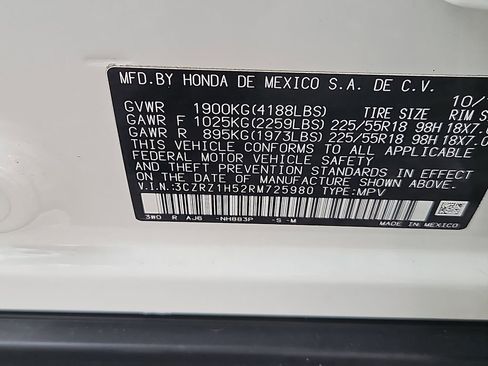 MFD.BY HONDA DE MEXICO S.A. DE C.V. 10/
GVWR 1900KG(4188LBS) TIRE SIZE RIM S
GAWR F 1025KG(2259LBS) 225/55R18 98H 18X7.0
GAWR R 895KG(1973LBS) 225/55R18 98H 18X7.0
THIS VEHICLE CONFORMS TO ALL APPLICABLE
FEDERAL MOTOR VEHICLE SAFETY
AND THEFT PREVENTION STANDARDS IN EFFECT
ON THE DATE OF MANUFACTURE SHOWN ABOVE.
V.I.N.:3CZRZ1H52RM725980 TYPE:MPV
3W0 R AJ6 -NH883P -S -M
MADE IN MEXICO